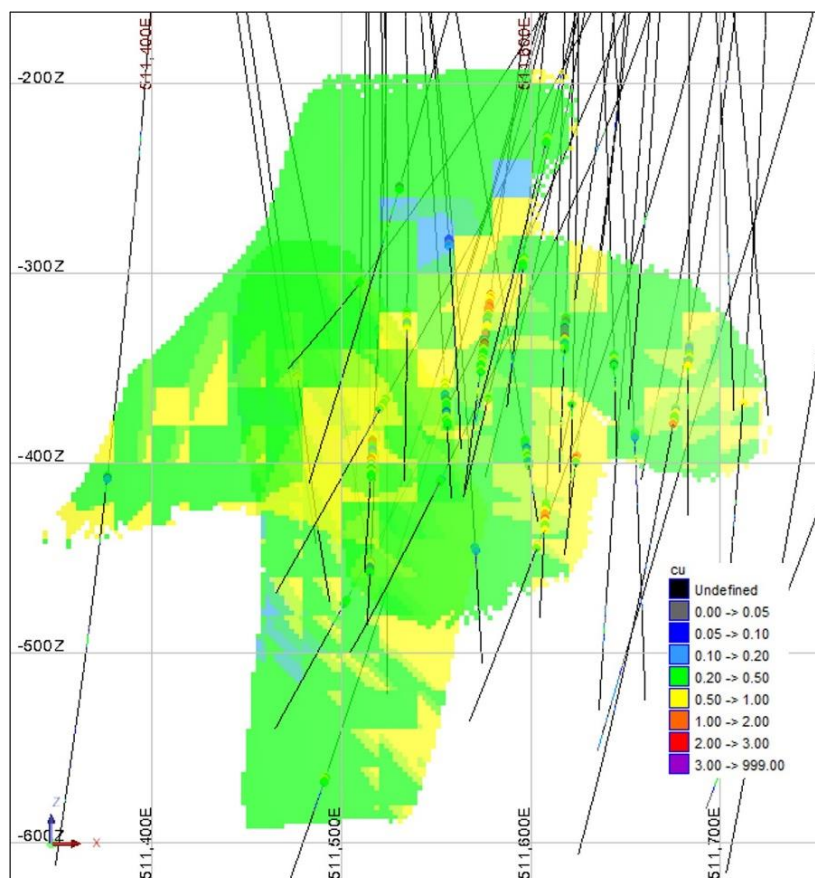 511,400E
511,600E
-200Z
-300Z
-400Z
cu
Undefined
0.00 -> 0.05
0.05 -> 0.10
0.10 -> 0.20
0.20 -> 0.50
0.50 -> 1.00
1.00 -> 2.00
2.00 -> 3.00
3.00 -> 999.00
-500Z
Z
X
-600Z
511,400E
511,500E
511,600E
511,700E